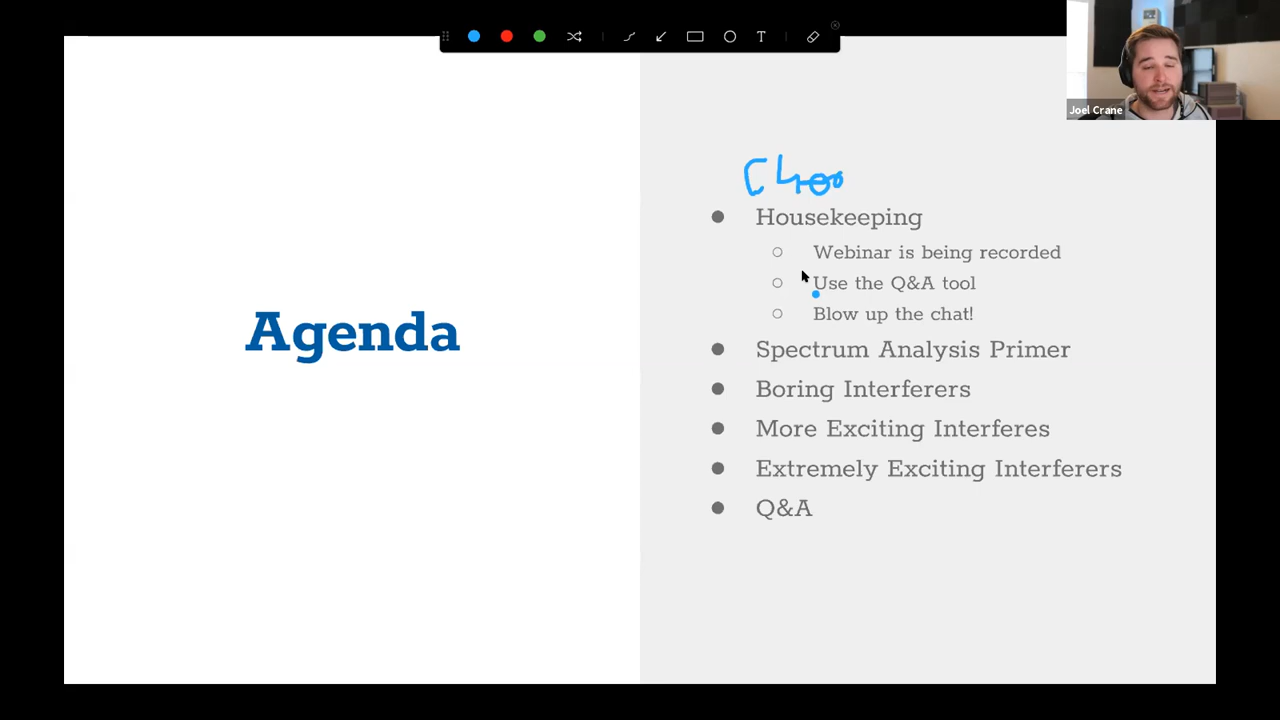 Joel Crane
Agenda
Housekeeping
Webinar is being recorded
Use the Q&A tool
Blow up the chat!
Spectrum Analysis Primer
Boring Interferers
More Exciting Interferes
Extremely Exciting Interferers
Q&A